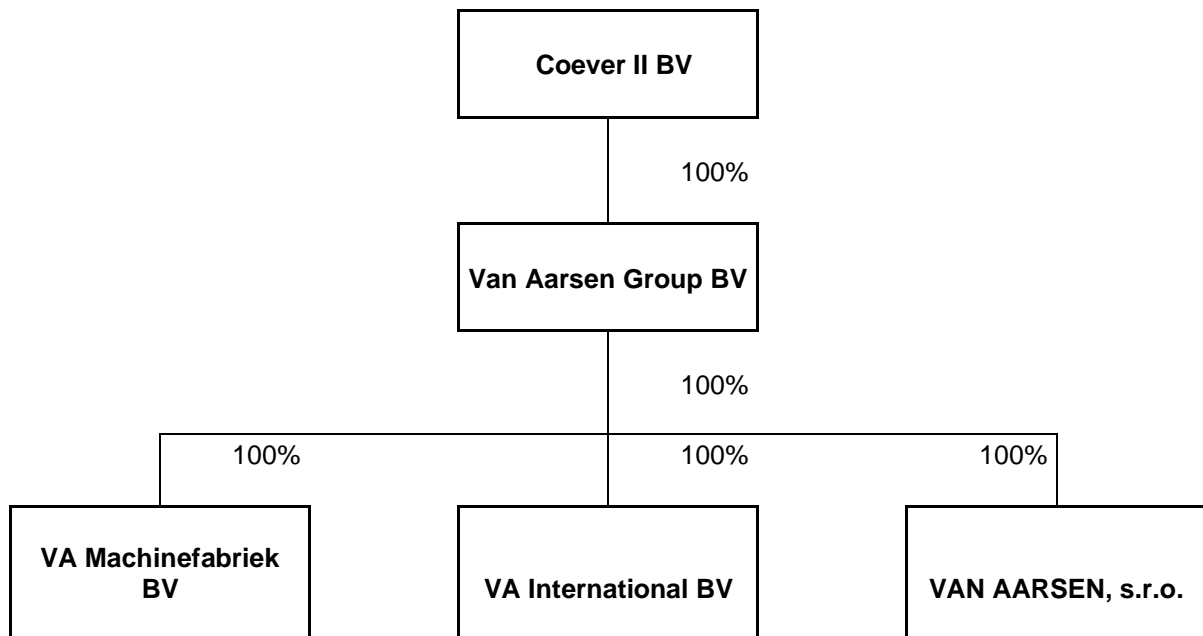 Coever II BV
100%
Van Aarsen Group BV
100%
100%
100%
100%
VA Machinefabriek
BV
VA International BV
VAN AARSEN, s.r.o.